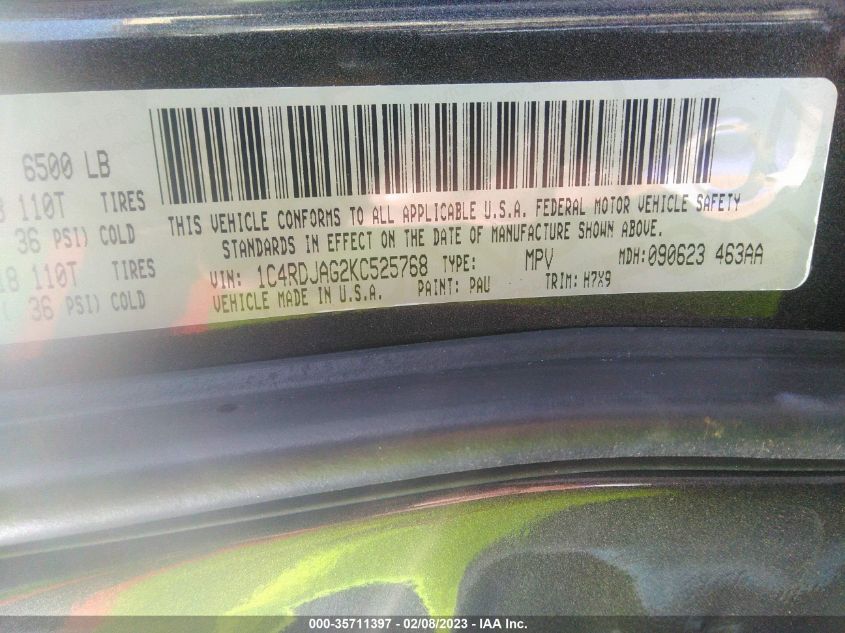 6500 LB
8 110T TIRES
36 PSI) COLD
18 110T TIRES
( 36 PSI) COLD
THIS VEHICLE CONFORMS TO ALL APPLICABLE U.S.A. FEDERAL MOTOR VEHICLE SAFETY
STANDARDS IN EFFECT ON THE DATE OF MANUFACTURE SHOWN ABOVE.
VIN: 1C4RDJAG2KC525768 TYPE: MPV MDH: 090623 463AA
VEHICLE MADE IN U.S.A. PAINT: PAU TRIM: H7X9
000-35711397 - 02/08/2023 - IAA Inc.